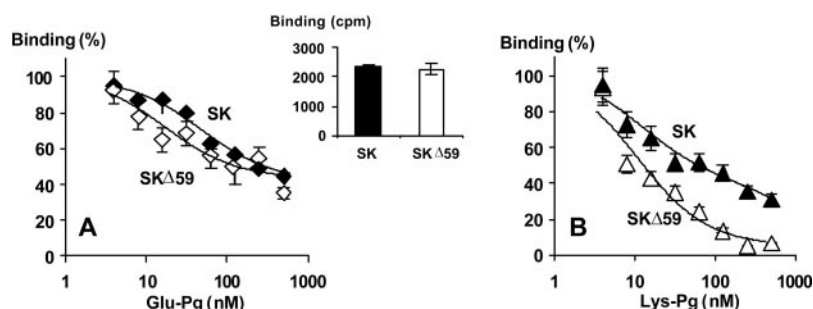 Binding (%)
100
80
60
40
20
0
SK
SKΔ59
A
1
10
100
1000
Glu-Pg (nM)
Binding (cpm)
3000
2000
1000
0
SK
SKΔ59
Binding (%)
100
80
60
40
20
0
SK
SKΔ59
B
1
10
100
1000
Lys-Pg (nM)